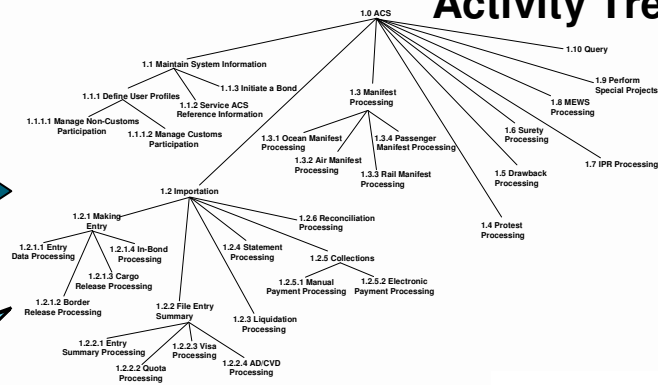 Activity Tre
1.0 ACS
1.10 Query
1.1 Maintain System Information
1.9 Perform
Special Projects
1.1.3 Initiate a Bond
1.1.1 Define User Profiles
1.1.2 Service ACS
Reference Information
1.3 Manifest
Processing
1.8 MEWS
Processing
1.1.1.1 Manage Non-Customs
Participation
1.1.1.2 Manage Customs
Participation
1.3.1 Ocean Manifest
Processing
1.3.4 Passenger
Manifest Processing
1.6 Surety
Processing
1.3.2 Air Manifest
Processing
1.3.3 Rail Manifest
Processing
1.7 IPR Processing
1.5 Drawback
Processing
1.2 Importation
1.2.1 Making
Entry
1.2.6 Reconciliation
Processing
1.4 Protest
Processing
1.2.1.1 Entry
Data Processing
1.2.1.4 In-Bond
Processing
1.2.4 Statement
Processing
1.2.5 Collections
1.2.1.3 Cargo
Release Processing
1.2.5.1 Manual
Payment Processing
1.2.5.2 Electronic
Payment Processing
1.2.1.2 Border
Release Processing
1.2.2 File Entry
Summary
1.2.3 Liquidation
Processing
1.2.2.1 Entry
Summary Processing
1.2.2.3 Visa
Processing
1.2.2.2 Quota
Processing
1.2.2.4 AD/CVD
Processing